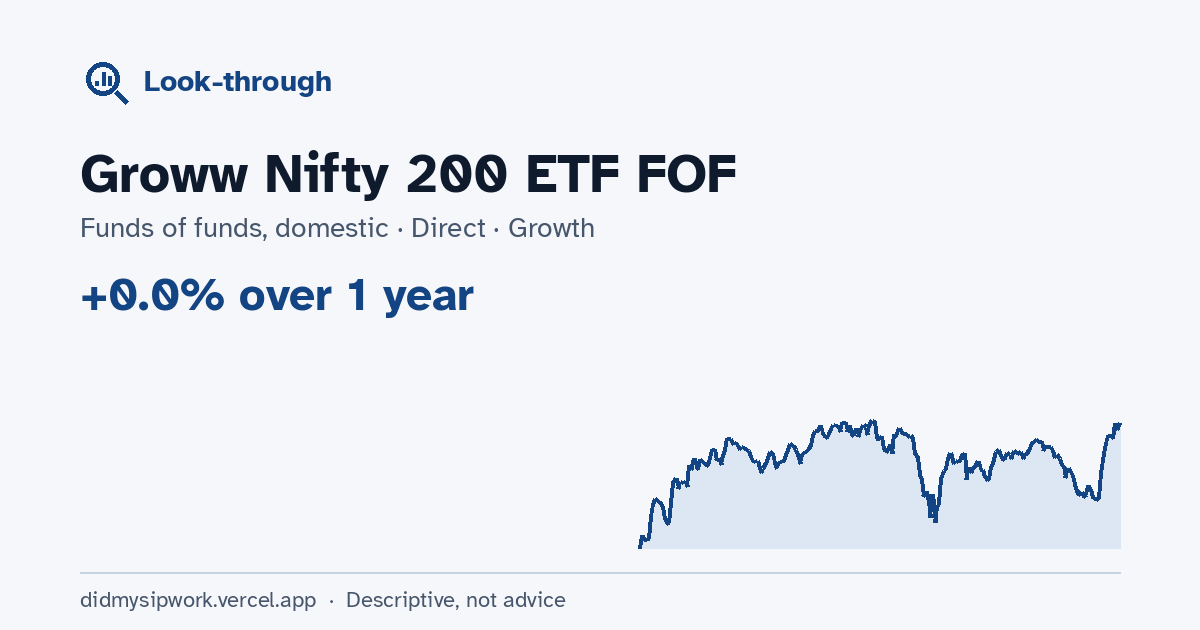 Look-through
Groww Nifty 200 ETF FOF
Funds of funds, domestic · Direct · Growth
+0.0% over 1 year
didmysipwork.vercel.app · Descriptive, not advice